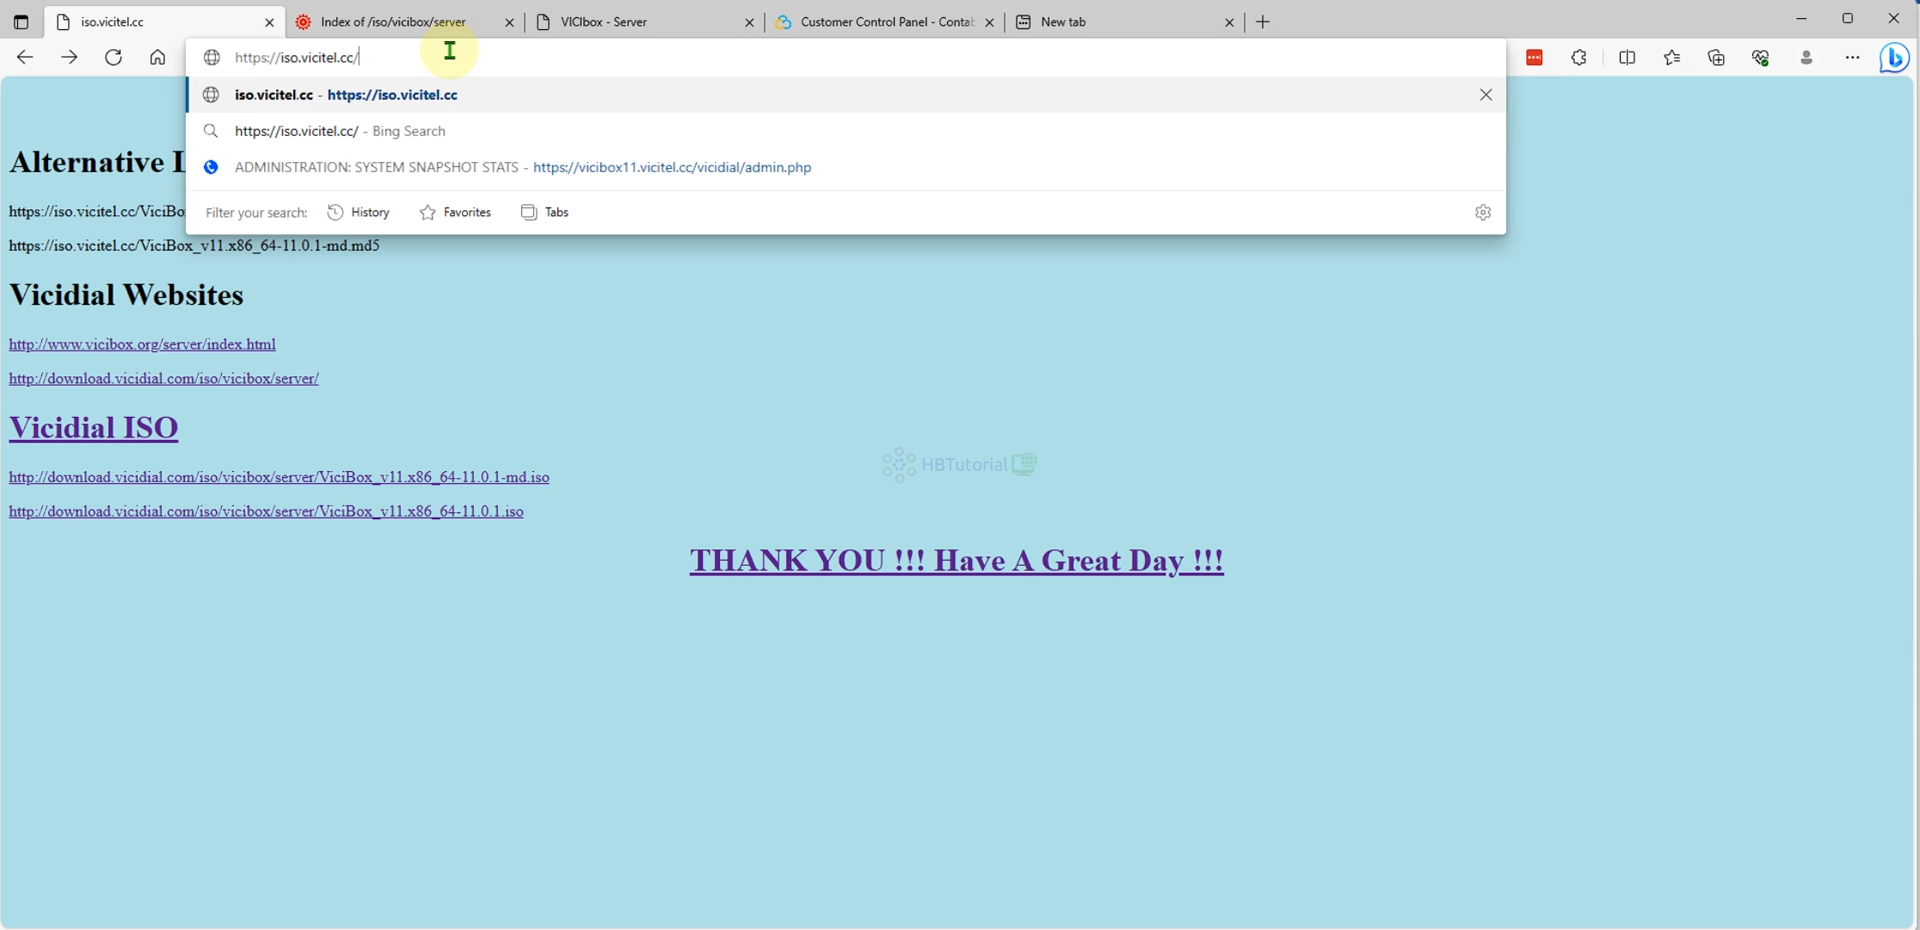 iso.vicitel.cc
Index of /iso/vicibox/server
VICIbox - Server
Customer Control Panel - Contab
New tab
https://iso.vicitel.cc/
iso.vicitel.cc - https://iso.vicitel.cc
https://iso.vicitel.cc/ - Bing Search
ADMINISTRATION: SYSTEM SNAPSHOT STATS - https://vicibox11.vicitel.cc/vicidial/admin.php
Filter your search: History Favorites Tabs
Alternative L
https://iso.vicitel.cc/ViciBo
https://iso.vicitel.cc/ViciBox_v11.x86_64-11.0.1-md.md5
Vicidial Websites
http://www.vicibox.org/server/index.html
http://download.vicidial.com/iso/vicibox/server/
Vicidial ISO
HBTutorial
http://download.vicidial.com/iso/vicibox/server/ViciBox_v11.x86_64-11.0.1-md.iso
http://download.vicidial.com/iso/vicibox/server/ViciBox_v11.x86_64-11.0.1.iso
THANK YOU !!! Have A Great Day !!!